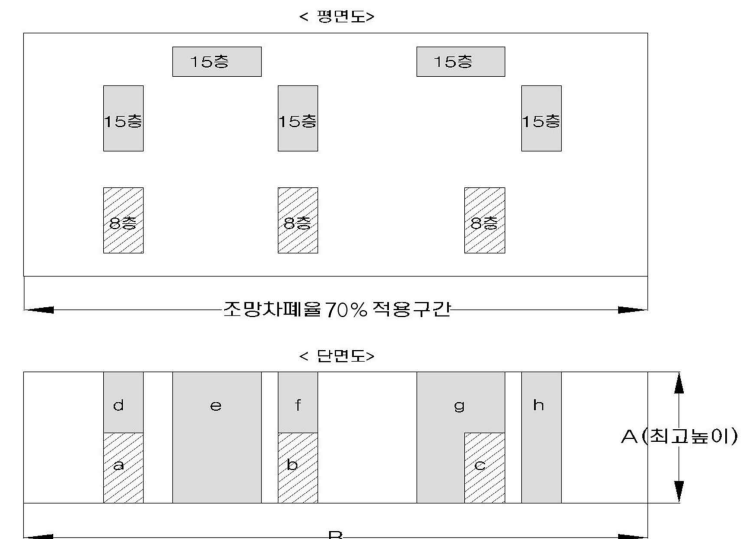 < 평면도>
15층 15층
15층 15층 15층
8층 8층 8층
조망차폐율70% 적용구간
< 단면도>
d e f g h
A(최고높이)
a b c
B